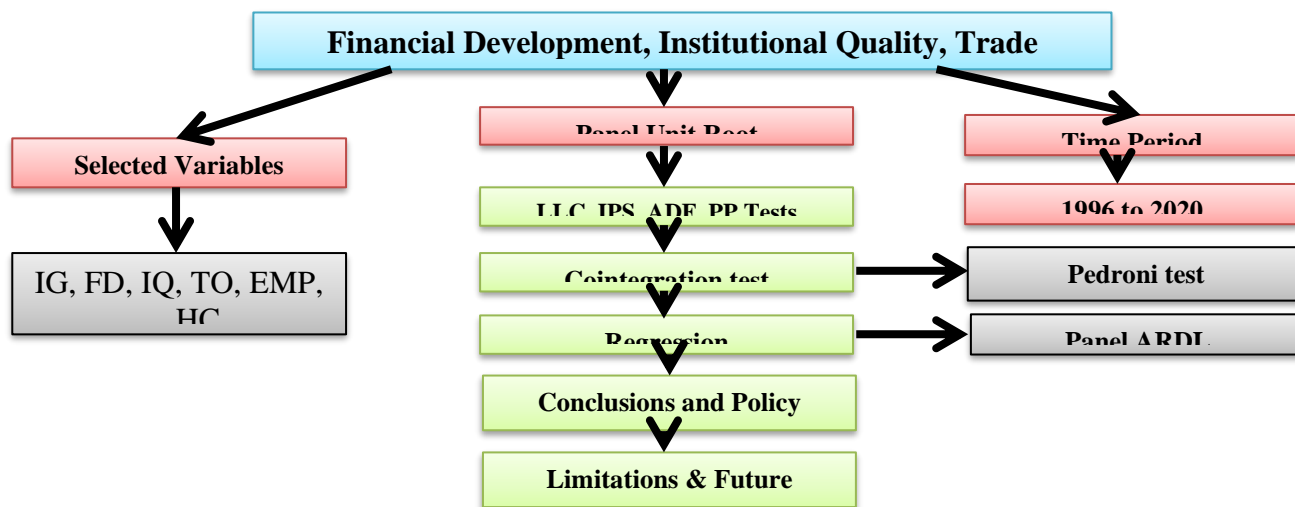 Financial Development, Institutional Quality, Trade
Panel Unit Root
Time Period
Selected Variables
LLC, IPS, ADF, PP Tests
1996 to 2020
IG, FD, IQ, TO, EMP,
HC
Cointegration test
Pedroni test
Regression
Panel ARDL
Conclusions and Policy
Limitations & Future